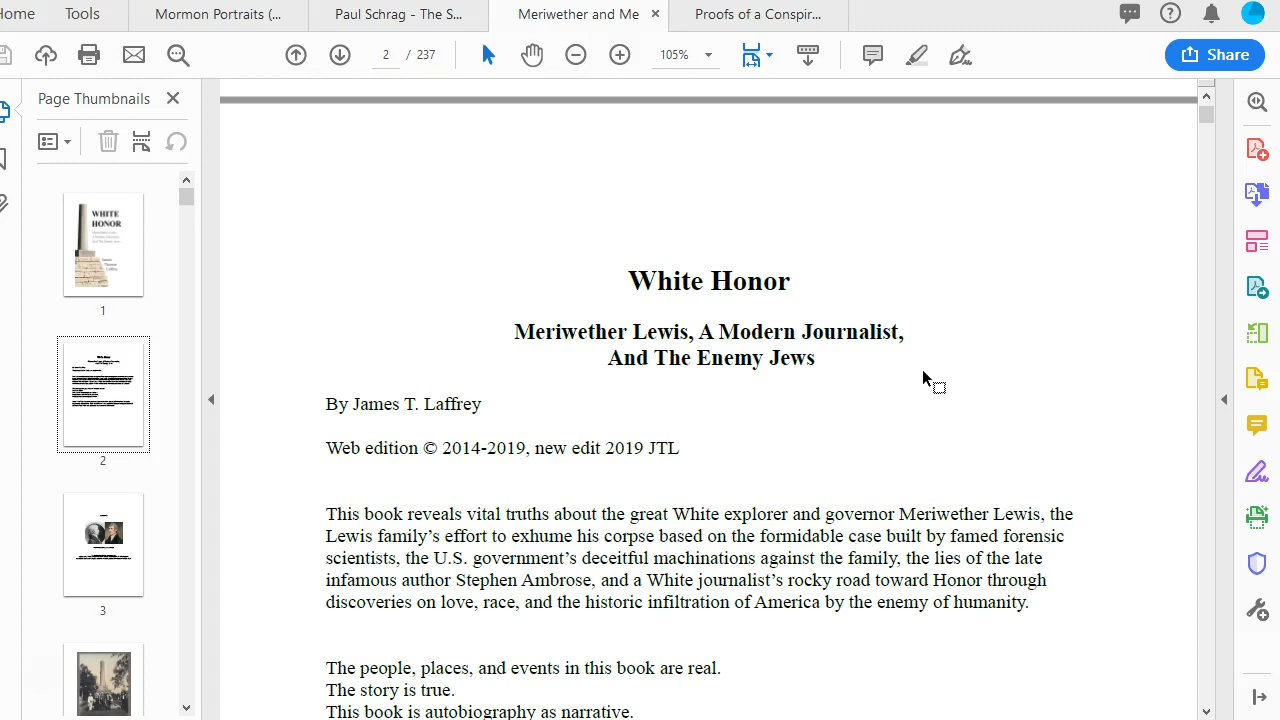 Home
Tools
Mormon Portraits (...
Paul Schrag - The S...
Meriwether and Me
Proofs of a Conspir...
2 / 237
105%
Share
Page Thumbnails
WHITE
HONOR
1
2
3
White Honor
Meriwether Lewis, A Modern Journalist,
And The Enemy Jews
By James T. Laffrey
Web edition © 2014-2019, new edit 2019 JTL
This book reveals vital truths about the great White explorer and governor Meriwether Lewis, the
Lewis family’s effort to exhume his corpse based on the formidable case built by famed forensic
scientists, the U.S. government’s deceitful machinations against the family, the lies of the late
infamous author Stephen Ambrose, and a White journalist’s rocky road toward Honor through
discoveries on love, race, and the historic infiltration of America by the enemy of humanity.
The people, places, and events in this book are real.
The story is true.
This book is autobiography as narrative.